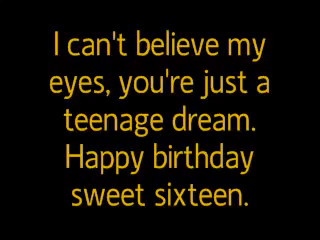 I can't believe my
eyes, you're just a
teenage dream.
Happy birthday
sweet sixteen.